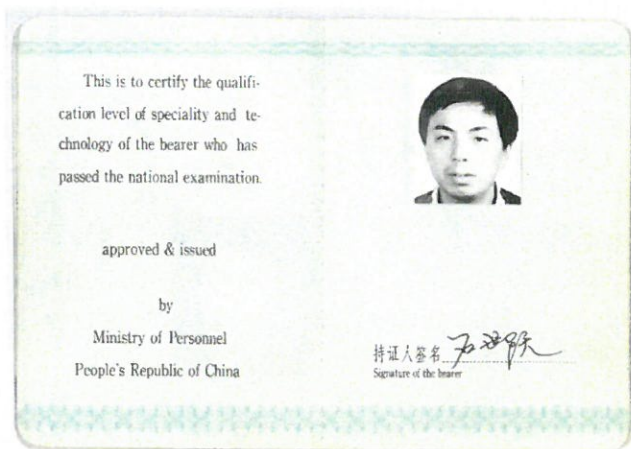 This is to certify the qualifi-
cation level of speciality and te-
chnology of the bearer who has
passed the national examination.
approved & issued
by
Ministry of Personnel
People's Republic of China
持证人签名
Signature of the bearer